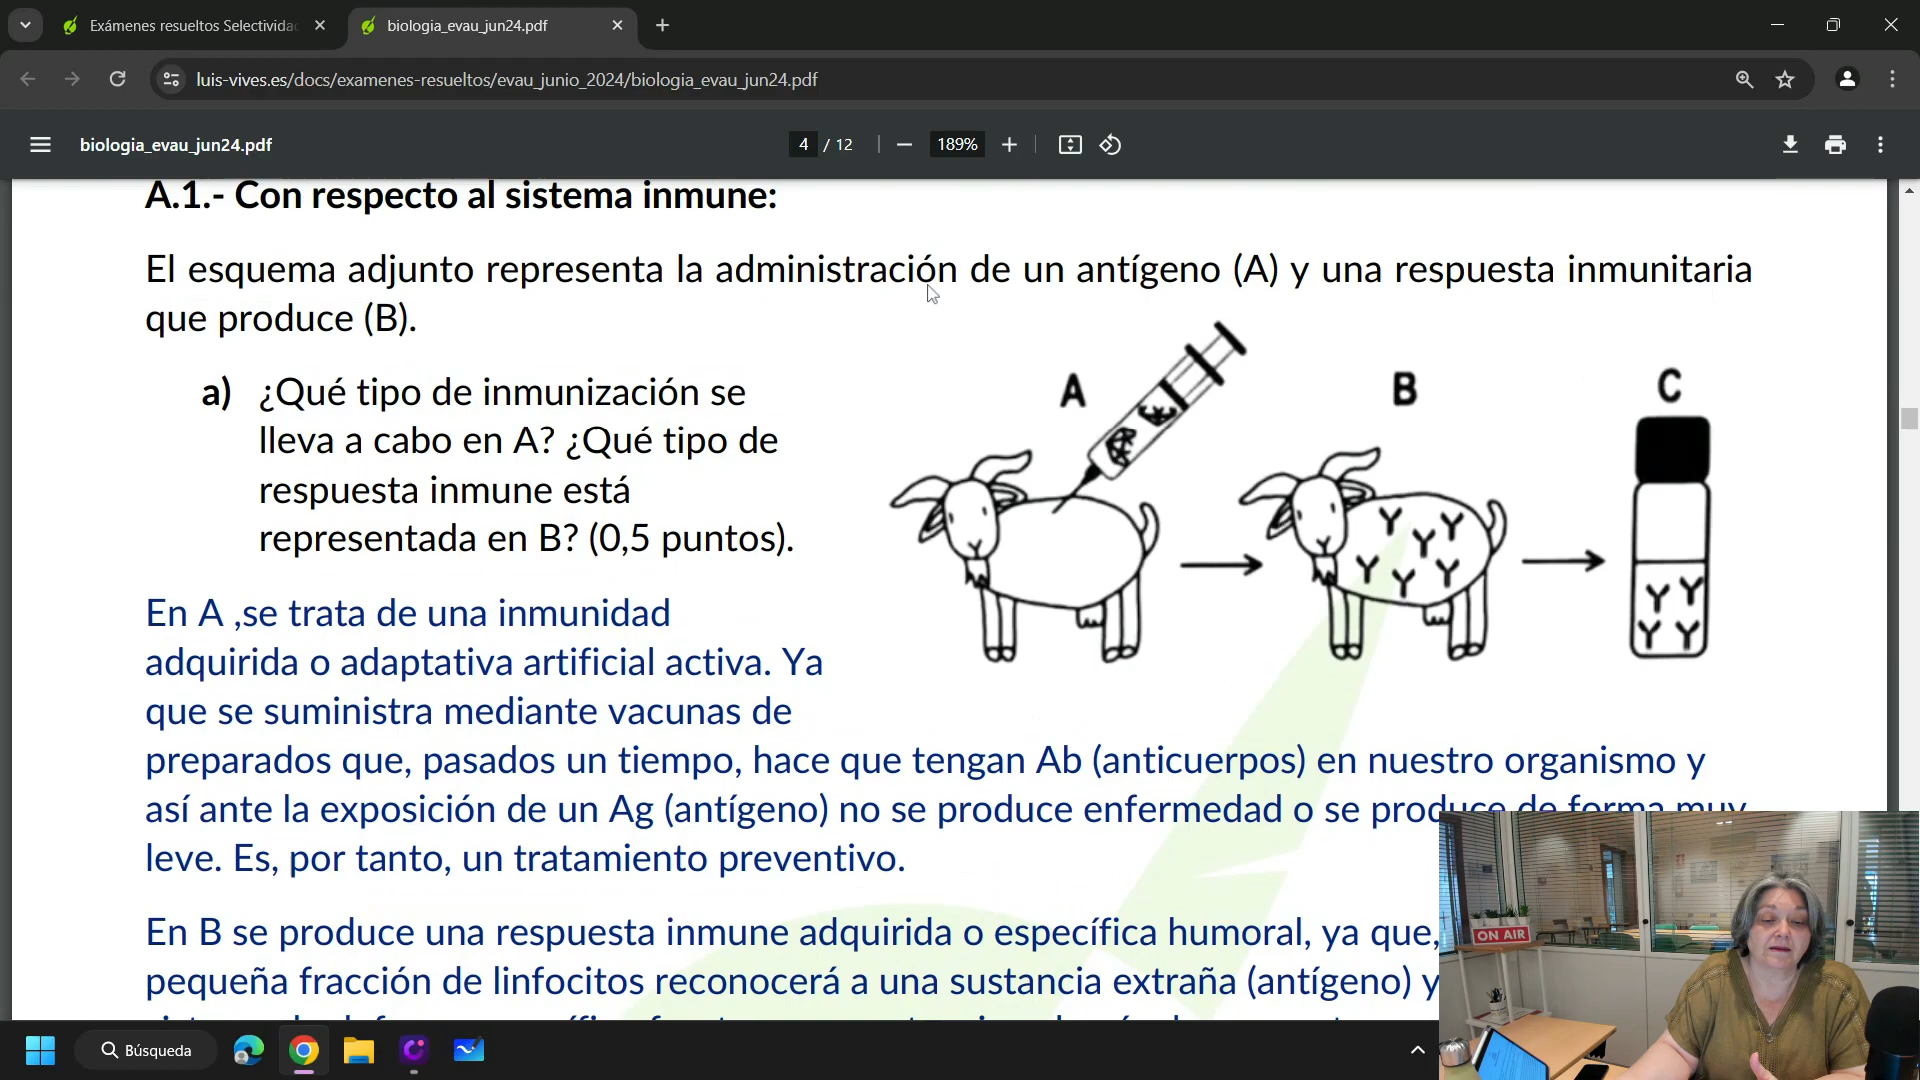 Exámenes resueltos Selectivida
biologia_evau_jun24.pdf
luis-vives.es/docs/examenes-resueltos/evau_junio_2024/biologia_evau_jun24.pdf
biologia_evau_jun24.pdf
4 / 12
189%
A.1.- Con respecto al sistema inmune:
El esquema adjunto representa la administración de un antígeno (A) y una respuesta inmunitaria
que produce (B).
a) ¿Qué tipo de inmunización se
lleva a cabo en A? ¿Qué tipo de
respuesta inmune está
representada en B? (0,5 puntos).
A
B
C
En A ,se trata de una inmunidad
adquirida o adaptativa artificial activa. Ya
que se suministra mediante vacunas de
preparados que, pasados un tiempo, hace que tengan Ab (anticuerpos) en nuestro organismo y
así ante la exposición de un Ag (antígeno) no se produce enfermedad o se produce de forma muy
leve. Es, por tanto, un tratamiento preventivo.
En B se produce una respuesta inmune adquirida o específica humoral, ya que,
pequeña fracción de linfocitos reconocerá a una sustancia extraña (antígeno) y
ON AIR
Búsqueda